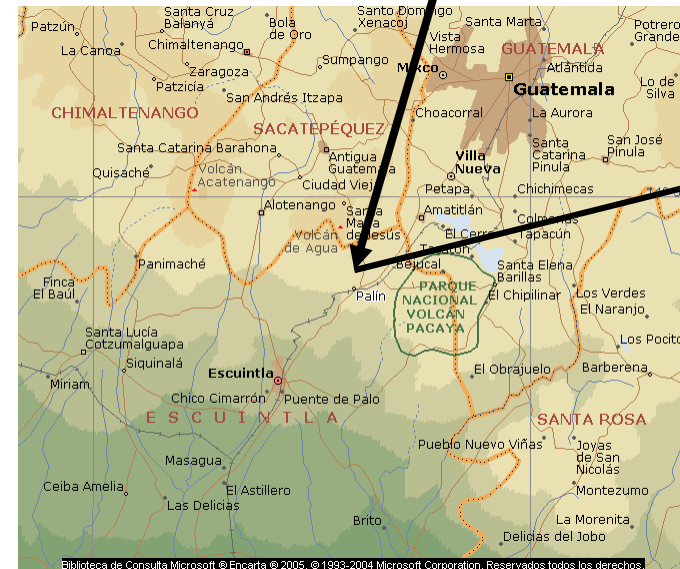 Santa Cruz
Balanyá
Patzún
La Canoa
Chimaltenango
Zaragoza
Patzicía
San Andrés Itzapa
Bola
de Oro
Santo Domingo
Xenacoj
Sumpango
Santa Marta
Vista
Hermosa
GUATEMALA
Potrero
Grande
Mixco
Atlántida
Guatemala
Lo de
Silva
CHIMALTENANGO
SACATEPÉQUEZ
Choacorral
La Aurora
Santa Catarina Barahona
Quisaché
Volcán
Acatenango
Antigua
Guatemala
Ciudad Vieja
Villa
Nueva
Santa
Catarina
Pinula
San José
Pinula
Petapa
Chichimecas
Alotenango
Santa
María
de Jesús
Volcán
de Agua
Amatitlán
El Cerro
Colmenas
Tapacún
Panimaché
Bejucal
Santa Elena
Barillas
Finca
El Baúl
Palín
PARQUE
NACIONAL
VOLCÁN
PACAYA
El Chipilinar
Los Verdes
El Naranjo
Santa Lucía
Cotzumalguapa
Siquinalá
Los Pocito
Miriam
Escuintla
Chico Cimarrón
Puente de Palo
El Obrajuelo
Barberena
ESCUINTLA
SANTA ROSA
Pueblo Nuevo Viñas
Joyas
de San
Nicolás
Masagua
Ceiba Amelia
El Astillero
Las Delicias
Montezumo
Brito
La Morenita
Delicias del Jobo
Biblioteca de Consulta Microsoft ® Encarta ® 2005. © 1993-2004 Microsoft Corporation. Reservados todos los derechos.